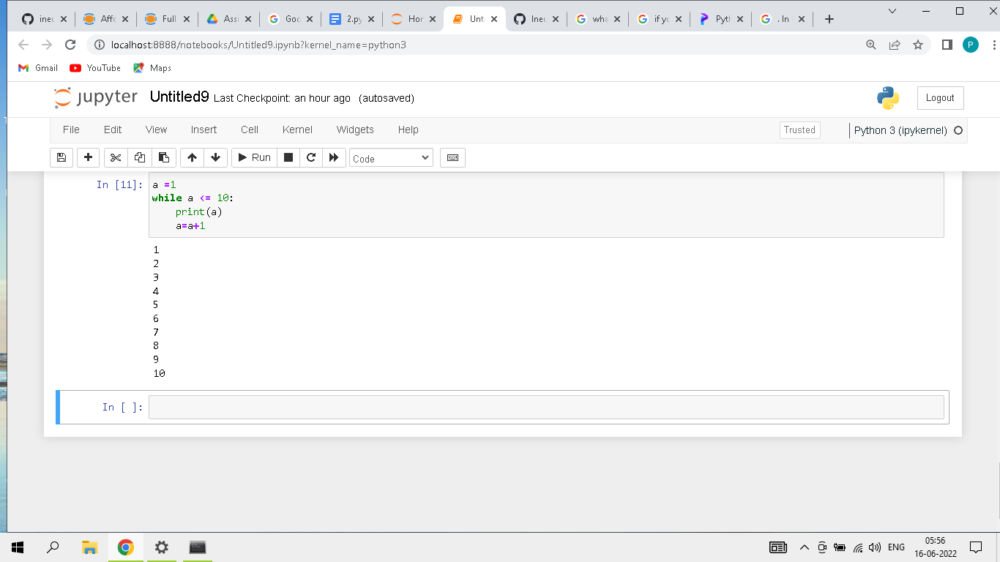 ineu
Affo
Full
Assi
Goo
2.py
Hor
Unt
Ineu
wha
if yo
Pyth
. In
localhost:8888/notebooks/Untitled9.ipynb?kernel_name=python3
P
Gmail YouTube Maps
jupyter Untitled9 Last Checkpoint: an hour ago (autosaved)
Logout
File Edit View Insert Cell Kernel Widgets Help
Trusted
Python 3 (ipykernel)
Run
Code
In [11]:
a =1
while a <= 10:
    print(a)
    a=a+1
1
2
3
4
5
6
7
8
9
10
In [ ]:
ENG
05:56
16-06-2022